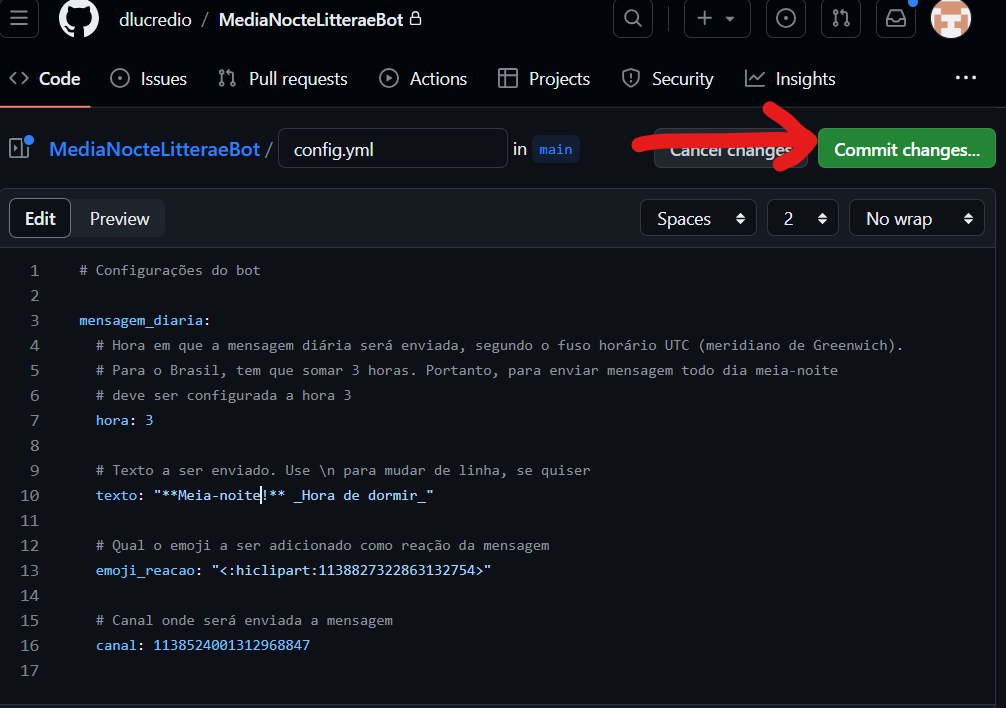 dlucredio / MediaNocteLitteraeBot
Code Issues Pull requests Actions Projects Security Insights
MediaNocteLitteraeBot / config.yml in main Cancel changes Commit changes...
Edit Preview Spaces 2 No wrap
1 # Configurações do bot
2
3 mensagem_diaria:
4 # Hora em que a mensagem diária será enviada, segundo o fuso horário UTC (meridiano de Greenwich).
5 # Para o Brasil, tem que somar 3 horas. Portanto, para enviar mensagem todo dia meia-noite
6 # deve ser configurada a hora 3
7 hora: 3
8
9 # Texto a ser enviado. Use \n para mudar de linha, se quiser
10 texto: "**Meia-noite!** _Hora de dormir_"
11
12 # Qual o emoji a ser adicionado como reação da mensagem
13 emoji_reacao: "<:hiclipart:1138827322863132754>"
14
15 # Canal onde será enviada a mensagem
16 canal: 1138524001312968847
17